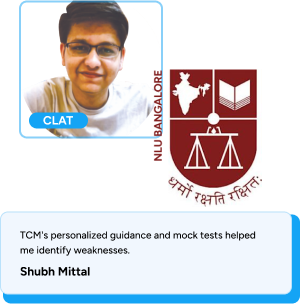 CLAT
NLU BANGALORE
धर्मो रक्षति रक्षितः
TCM's personalized guidance and mock tests helped
me identify weaknesses.
Shubh Mittal